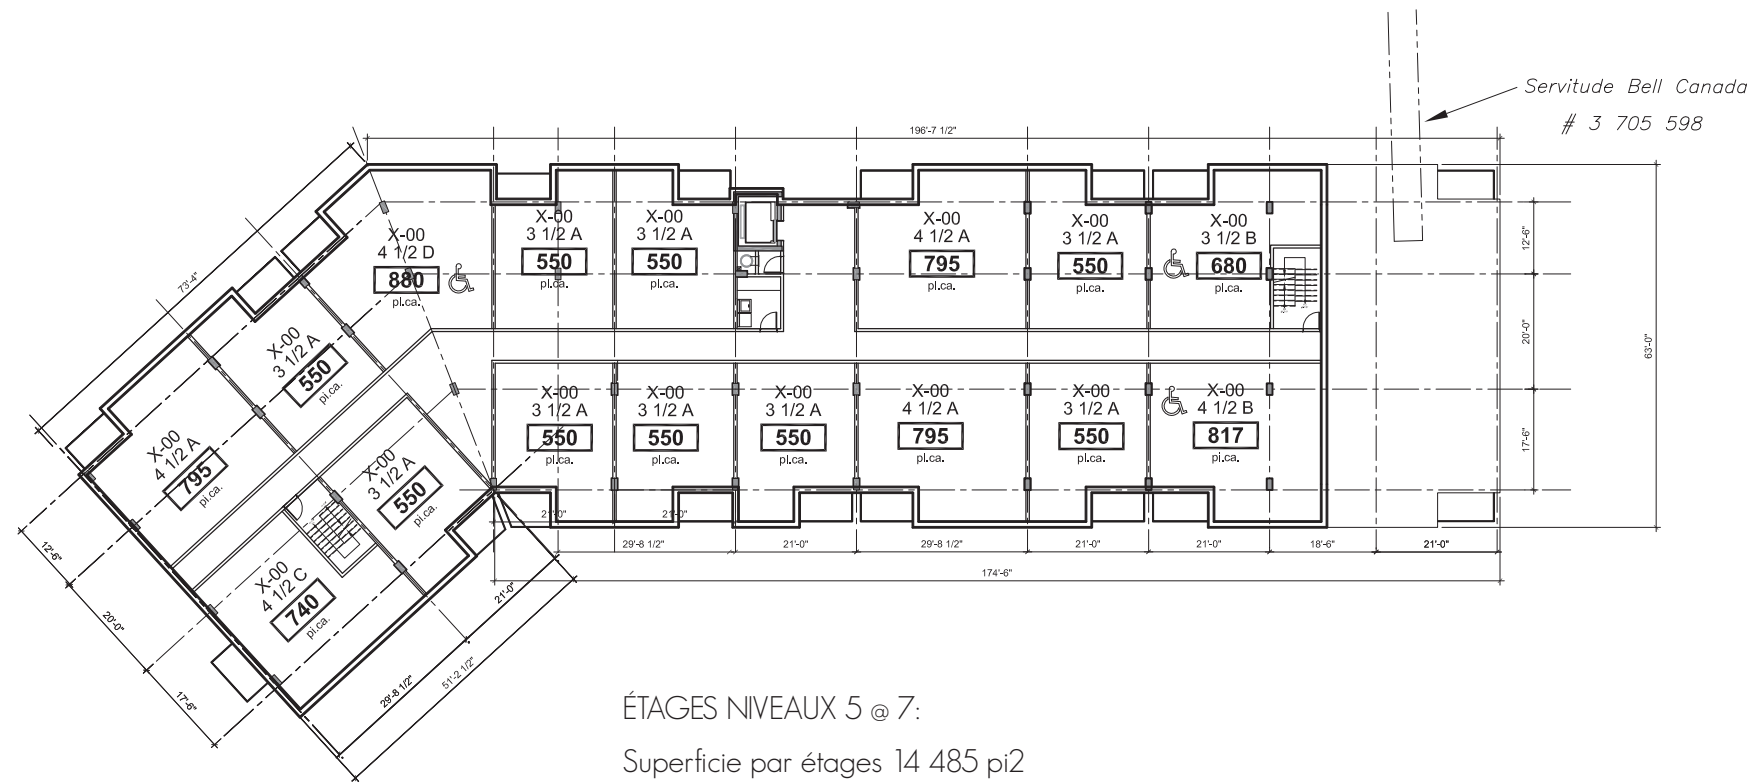 Servitude Bell Canada
# 3 705 598
196'-7 1/2"
73'-4"
X-00
4 1/2 D
880
pl.ca.
X-00
3 1/2 A
550
pl.ca.
X-00
3 1/2 A
550
pl.ca.
X-00
4 1/2 A
795
pl.ca.
X-00
3 1/2 A
550
pl.ca.
X-00
3 1/2 B
680
pl.ca.
12'-6"
20'-0"
17'-6"
63'-0"
X-00
3 1/2 A
550
pi.ca.
X-00
4 1/2 A
795
pi.ca.
X-00
3 1/2 A
550
pi.ca.
X-00
4 1/2 C
740
pi.ca.
X-00
3 1/2 A
550
pl.ca.
X-00
3 1/2 A
550
pl.ca.
X-00
3 1/2 A
550
pl.ca.
X-00
4 1/2 A
795
pl.ca.
X-00
3 1/2 A
550
pl.ca.
X-00
4 1/2 B
817
pi.ca.
21'-0"
21'-0"
29'-8 1/2"
21'-0"
29'-8 1/2"
21'-0"
21'-0"
18'-6"
21'-0"
174'-6"
12'-6"
20'-0"
17'-6"
21'-0"
29'-8 1/2"
51'-2 1/2"
ÉTAGES NIVEAUX 5 @ 7:
Superficie par étages 14 485 pi2